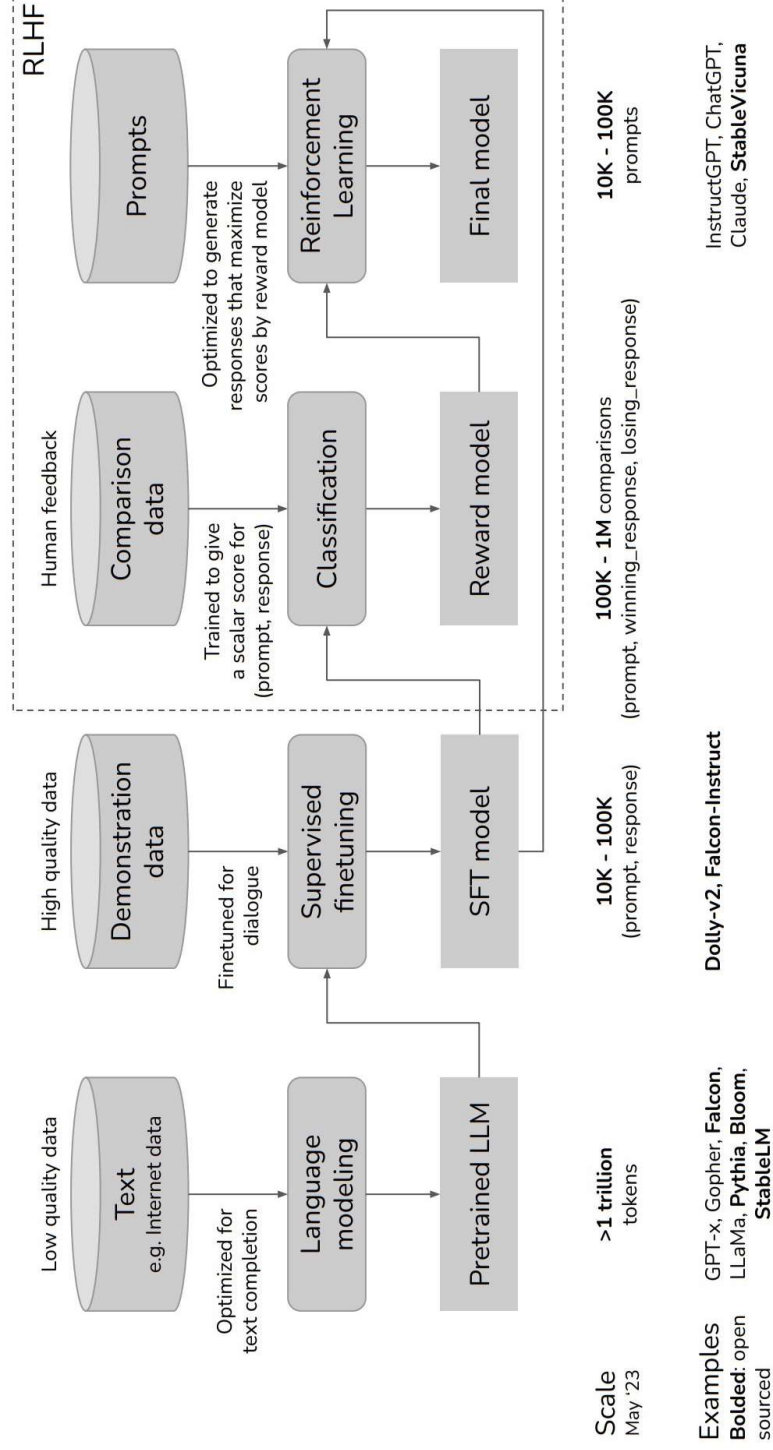 RLHF
Low quality data
High quality data
Human feedback
Text
e.g. Internet data
Demonstration
data
Comparison
data
Prompts
Optimized for
text completion
Finetuned for
dialogue
Trained to give
a scalar score for
(prompt, response)
Optimized to generate
responses that maximize
scores by reward model
Language
modeling
Supervised
finetuning
Classification
Reinforcement
Learning
Pretrained LLM
SFT model
Reward model
Final model
Scale
May ‘23
>1 trillion
tokens
10K - 100K
(prompt, response)
100K - 1M comparisons
(prompt, winning_response, losing_response)
10K - 100K
prompts
Examples
Bolded: open
sourced
GPT-x, Gopher, Falcon,
LLaMa, Pythia, Bloom,
StableLM
Dolly-v2, Falcon-Instruct
InstructGPT, ChatGPT,
Claude, StableVicuna